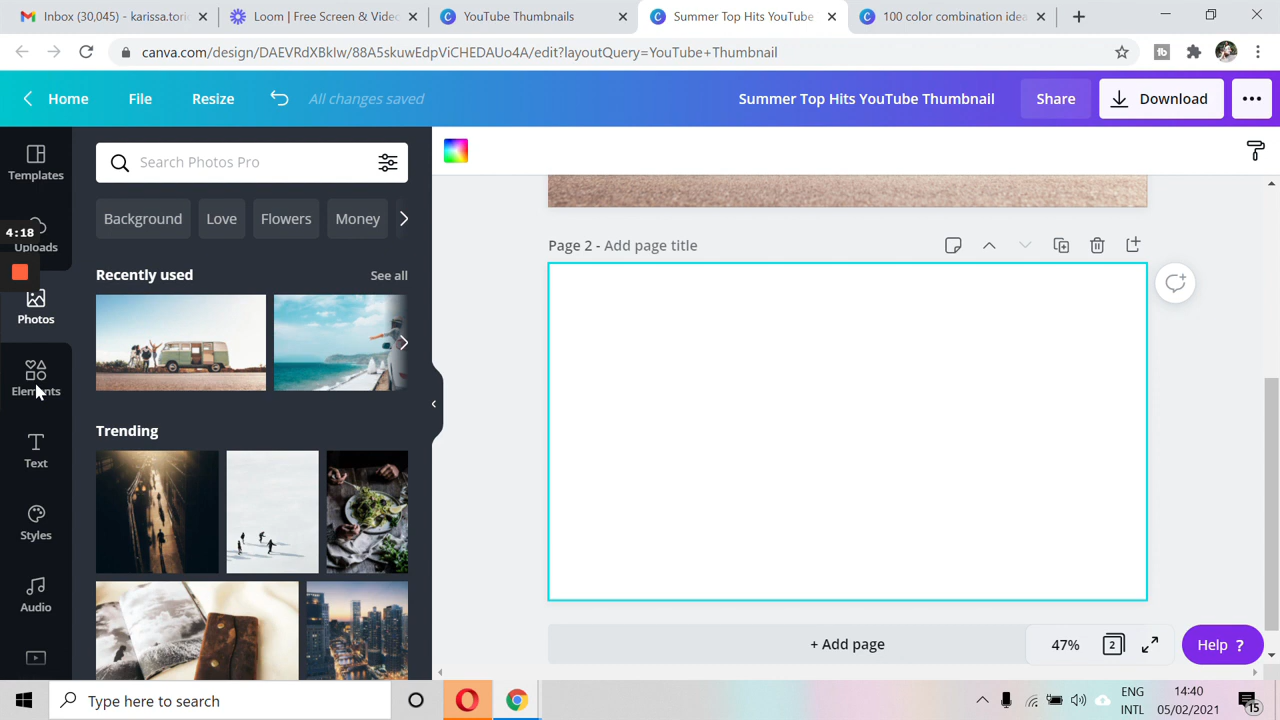 Inbox (30,045) - karissa.tori
Loom | Free Screen & Video
YouTube Thumbnails
Summer Top Hits YouTube
100 color combination idea
canva.com/design/DAEVRdXBkIw/88A5skuwEdpViCHEDAUo4A/edit?layoutQuery=YouTube+Thumbnail
Home
File
Resize
All changes saved
Summer Top Hits YouTube Thumbnail
Share
Download
Templates
Search Photos Pro
Background
Love
Flowers
Money
4:18
Uploads
Page 2 - Add page title
Recently used
See all
Photos
Elements
Trending
Text
Styles
Audio
+ Add page
47%
2
Help ?
Type here to search
ENG
INTL
14:40
05/02/2021
15